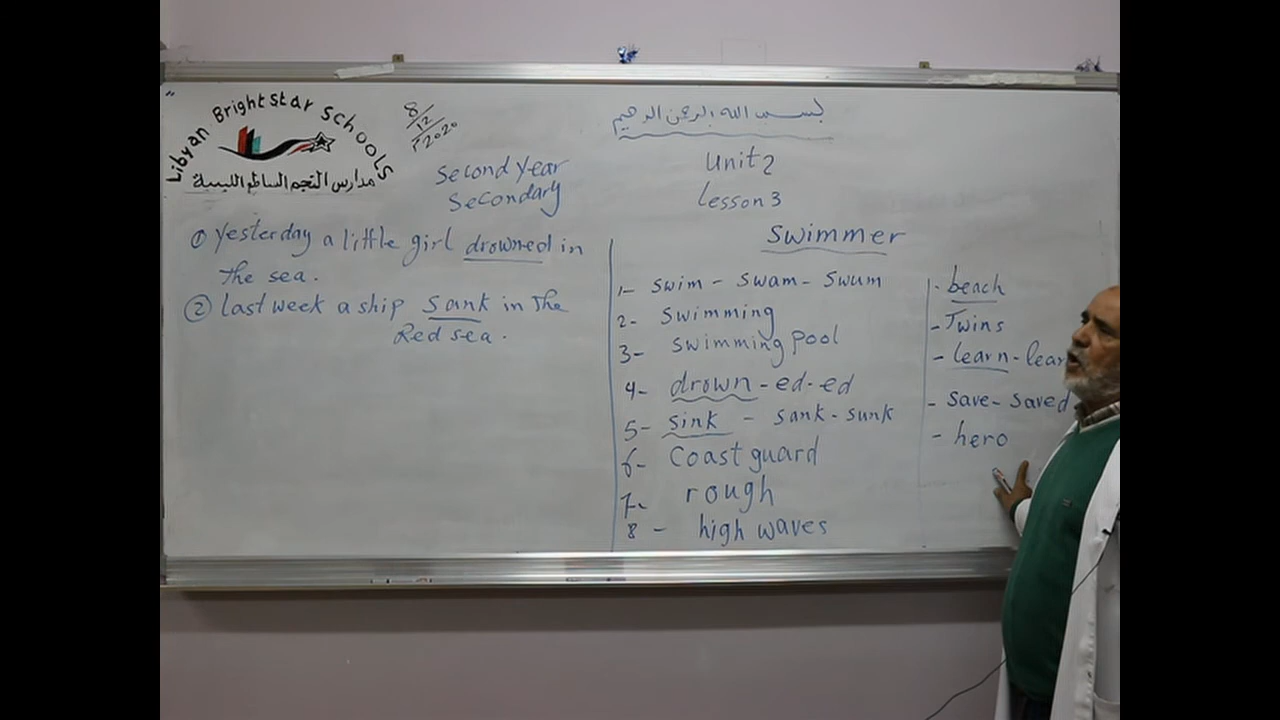 Libyan Bright Star Schools
مدارس النجم الساطع الليبية
8/12/2020
Second Year
Secondary
بسم الله الرحمن الرحيم
Unit 2
Lesson 3
① Yesterday a little girl drowned in
the sea.
② last week a ship sank in the
Red sea.
Swimmer
1- swim - swam - swum
2- swimming
3- swimming pool
4- drown - ed - ed
5- sink - sank - sunk
6- Coast guard
7- rough
8 - high waves
- beach
- Twins
- learn - lear
- save - saved
- hero